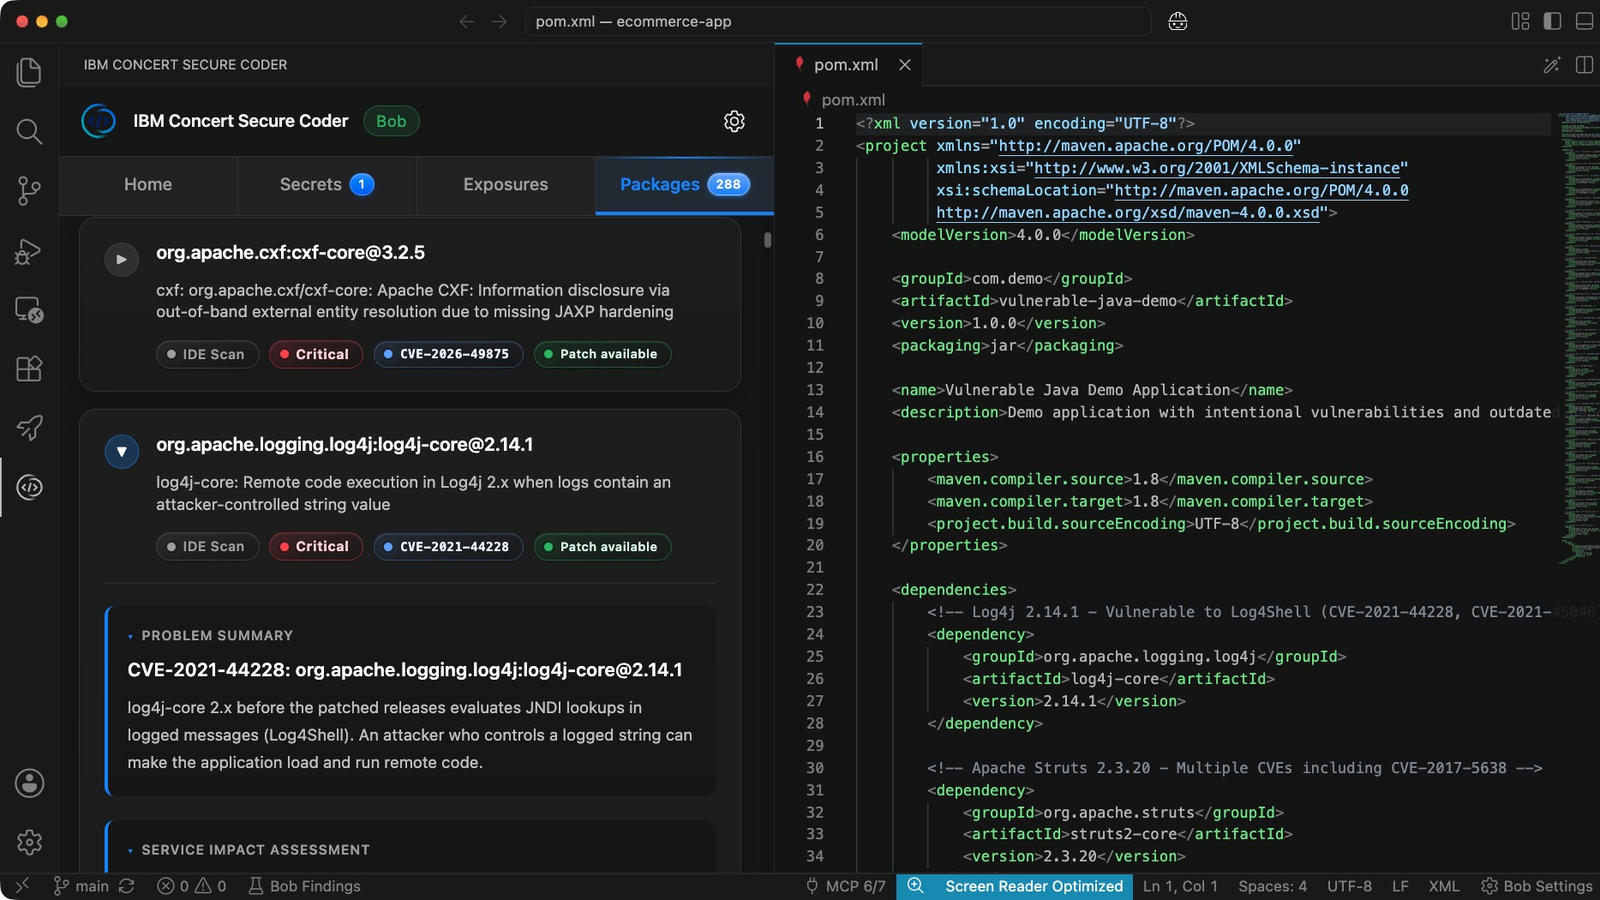 pom.xml — ecommerce-app
IBM CONCERT SECURE CODER
IBM Concert Secure Coder
Bob
Home
Secrets 1
Exposures
Packages 288
org.apache.cxf:cxf-core@3.2.5
cxf: org.apache.cxf/cxf-core: Apache CXF: Information disclosure via
out-of-band external entity resolution due to missing JAXP hardening
IDE Scan
Critical
CVE-2026-49875
Patch available
org.apache.logging.log4j:log4j-core@2.14.1
log4j-core: Remote code execution in Log4j 2.x when logs contain an
attacker-controlled string value
IDE Scan
Critical
CVE-2021-44228
Patch available
PROBLEM SUMMARY
CVE-2021-44228: org.apache.logging.log4j:log4j-core@2.14.1
log4j-core 2.x before the patched releases evaluates JNDI lookups in
logged messages (Log4Shell). An attacker who controls a logged string can
make the application load and run remote code.
SERVICE IMPACT ASSESSMENT
pom.xml
pom.xml
1 <?xml version="1.0" encoding="UTF-8"?>
2 <project xmlns="http://maven.apache.org/POM/4.0.0"
3 xmlns:xsi="http://www.w3.org/2001/XMLSchema-instance"
4 xsi:schemaLocation="http://maven.apache.org/POM/4.0.0
5 http://maven.apache.org/xsd/maven-4.0.0.xsd">
6 <modelVersion>4.0.0</modelVersion>
7
8 <groupId>com.demo</groupId>
9 <artifactId>vulnerable-java-demo</artifactId>
10 <version>1.0.0</version>
11 <packaging>jar</packaging>
12
13 <name>Vulnerable Java Demo Application</name>
14 <description>Demo application with intentional vulnerabilities and outdated
15
16 <properties>
17 <maven.compiler.source>1.8</maven.compiler.source>
18 <maven.compiler.target>1.8</maven.compiler.target>
19 <project.build.sourceEncoding>UTF-8</project.build.sourceEncoding>
20 </properties>
21
22 <dependencies>
23 <!-- Log4j 2.14.1 - Vulnerable to Log4Shell (CVE-2021-44228, CVE-2021-45046
24 <dependency>
25 <groupId>org.apache.logging.log4j</groupId>
26 <artifactId>log4j-core</artifactId>
27 <version>2.14.1</version>
28 </dependency>
29
30 <!-- Apache Struts 2.3.20 - Multiple CVEs including CVE-2017-5638 -->
31 <dependency>
32 <groupId>org.apache.struts</groupId>
33 <artifactId>struts2-core</artifactId>
34 <version>2.3.20</version>
main
0
0
Bob Findings
MCP 6/7
Screen Reader Optimized
Ln 1, Col 1
Spaces: 4
UTF-8
LF
XML
Bob Settings